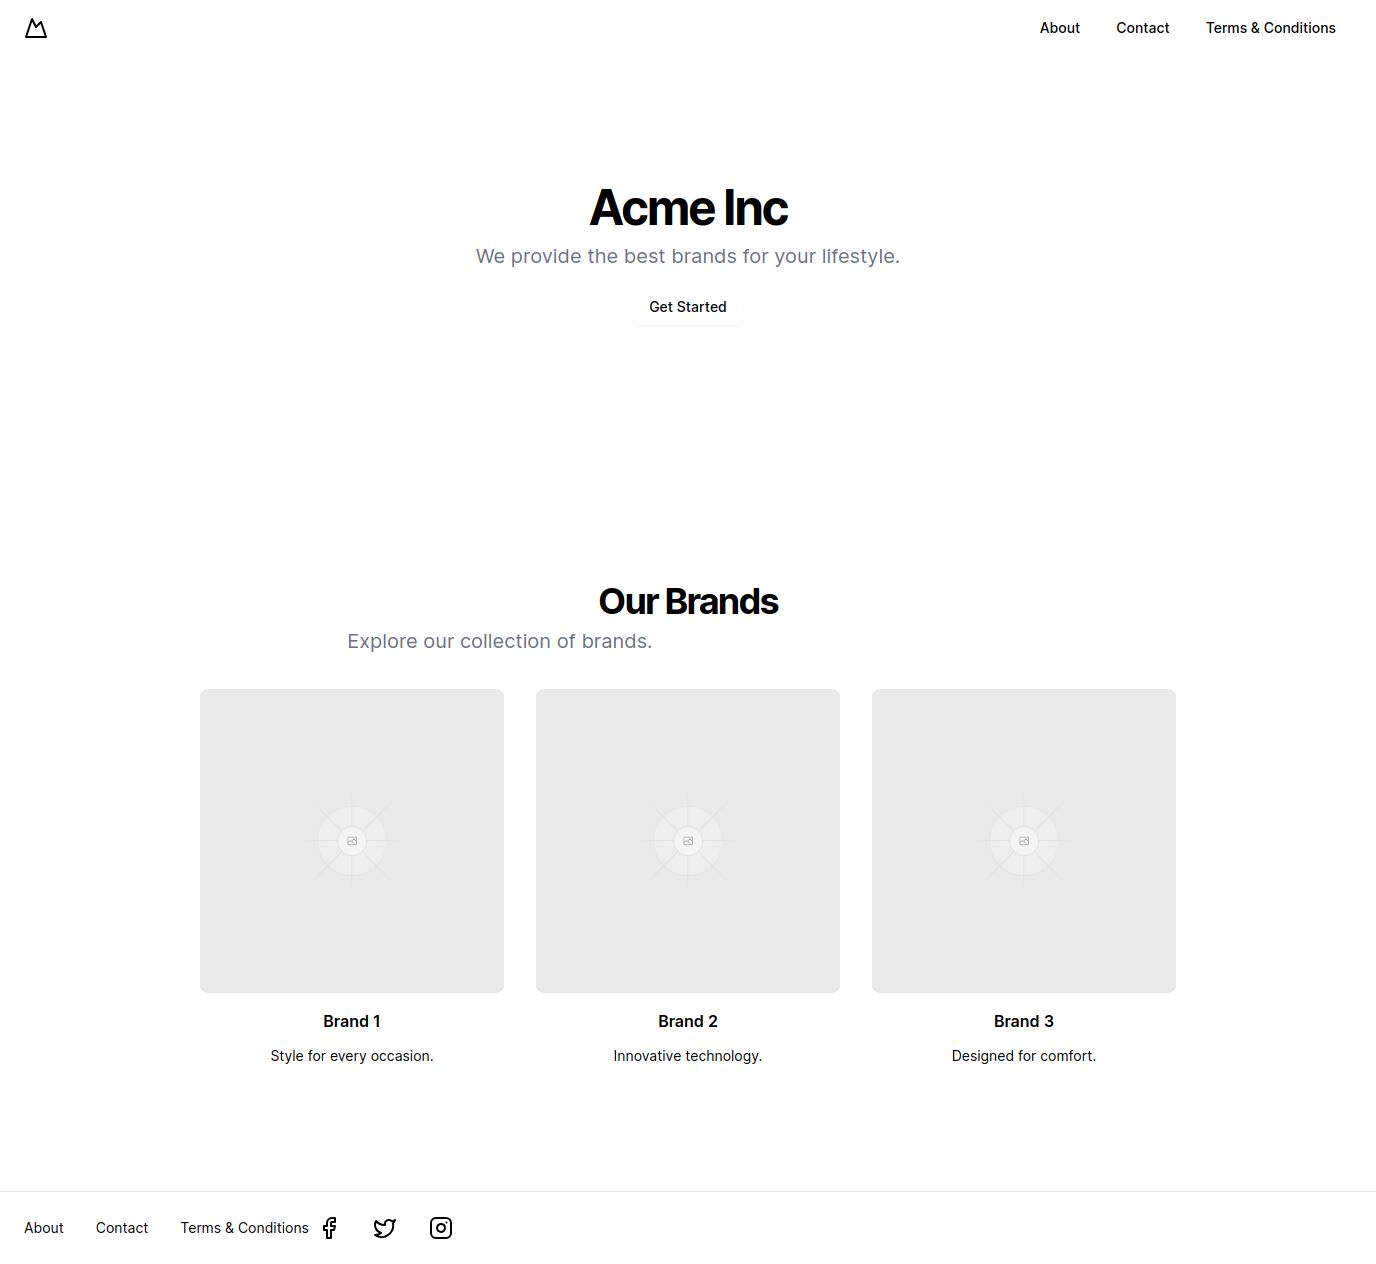 About Contact Terms & Conditions
Acme Inc
We provide the best brands for your lifestyle.
Get Started
Our Brands
Explore our collection of brands.
Brand 1 Brand 2 Brand 3
Style for every occasion. Innovative technology. Designed for comfort.
About Contact Terms & Conditions